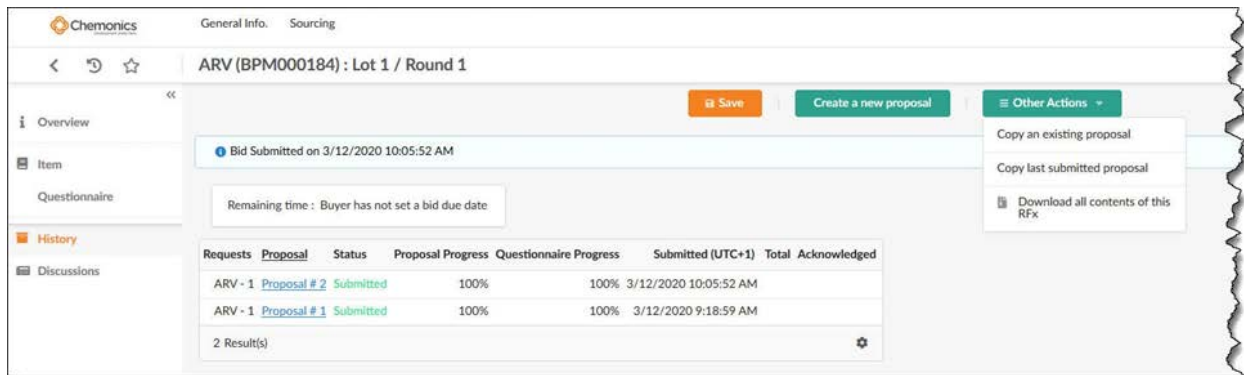 Chemonics
General Info. Sourcing
ARV (BPM000184) : Lot 1 / Round 1
Save
Create a new proposal
Other Actions
Copy an existing proposal
Copy last submitted proposal
Download all contents of this
RFx
Overview
Item
Questionnaire
History
Discussions
Bid Submitted on 3/12/2020 10:05:52 AM
Remaining time : Buyer has not set a bid due date
Requests Proposal Status Proposal Progress Questionnaire Progress Submitted (UTC+1) Total Acknowledged
ARV - 1 Proposal # 2 Submitted 100% 100% 3/12/2020 10:05:52 AM
ARV - 1 Proposal # 1 Submitted 100% 100% 3/12/2020 9:18:59 AM
2 Result(s)